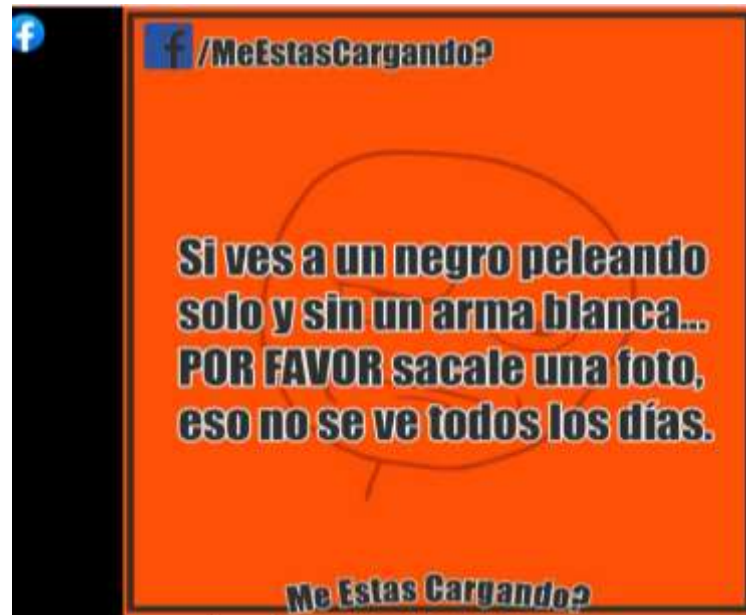 /MeEstasCargando?
Si ves a un negro peleando
solo y sin un arma blanca...
POR FAVOR sacale una foto,
eso no se ve todos los días.
Me Estas Cargando?